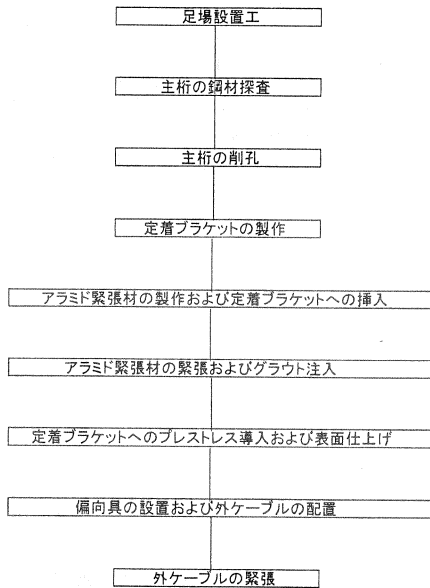 足場設置工
主桁の鋼材探査
主桁の削孔
定着ブラケットの製作
アラミド緊張材の製作および定着ブラケットへの挿入
アラミド緊張材の緊張およびグラウト注入
定着ブラケットへのプレストレス導入および表面仕上げ
偏向具の設置および外ケーブルの配置
外ケーブルの緊張